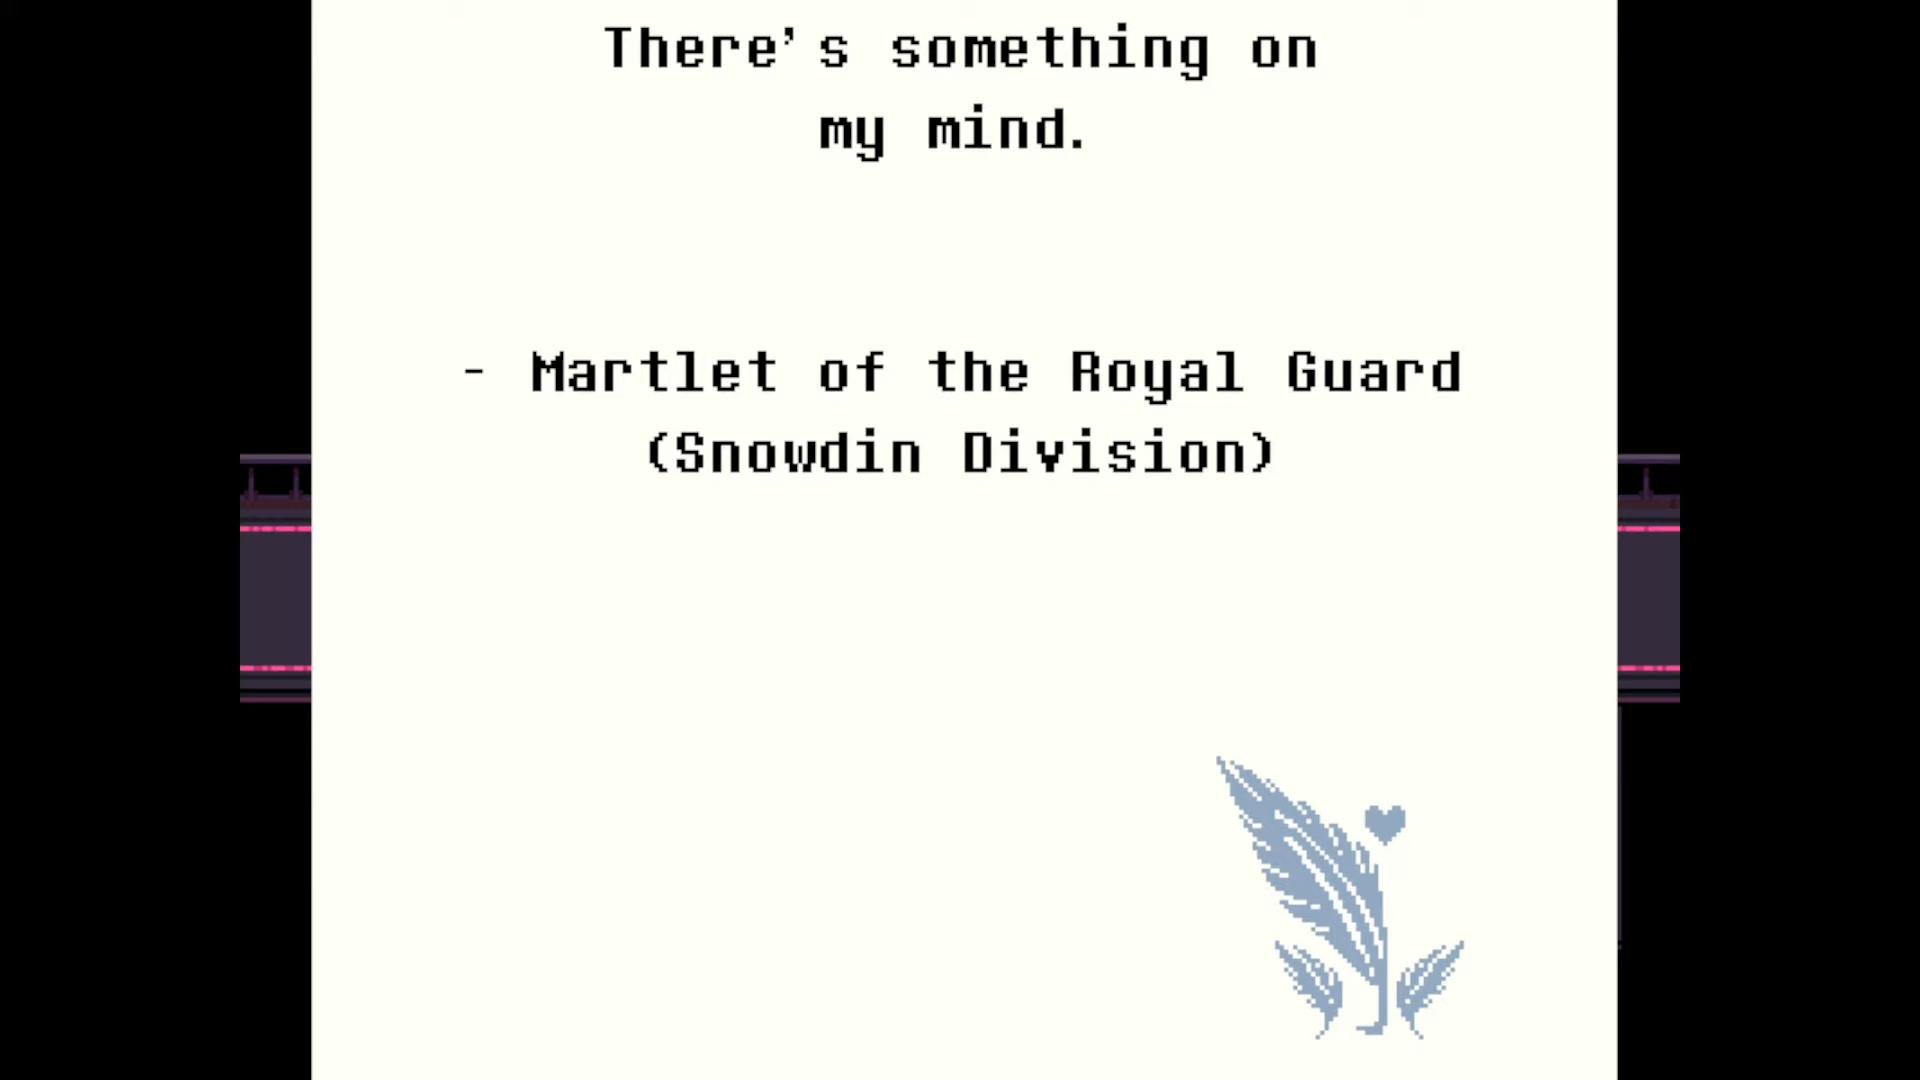 There's something on
my mind.
- Martlet of the Royal Guard
(Snowdin Division)